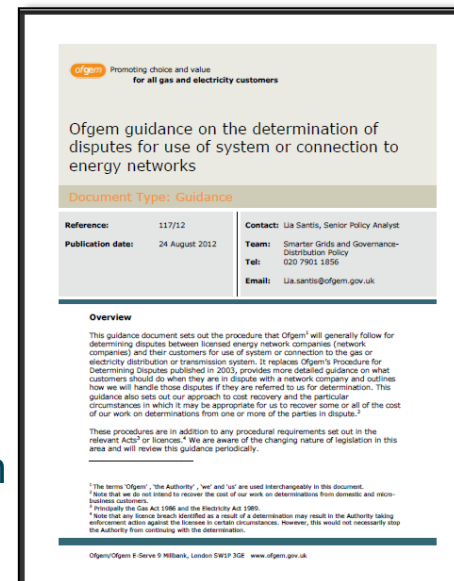 ofgem Promoting choice and value
for all gas and electricity customers
Ofgem guidance on the determination of
disputes for use of system or connection to
energy networks
Document Type: Guidance
Reference: 117/12 Contact: Lia Santis, Senior Policy Analyst
Publication date: 24 August 2012 Team: Smarter Grids and Governance-
Distribution Policy
Tel: 020 7901 1856
Email: Lia.santis@ofgem.gov.uk
Overview
This guidance document sets out the procedure that Ofgem¹ will generally follow for
determining disputes between licensed energy network companies (network
companies) and their customers for use of system or connection to the gas or
electricity distribution or transmission system. It replaces Ofgem's Procedure for
Determining Disputes published in 2003, provides more detailed guidance on what
customers should do when they are in dispute with a network company and outlines
how we will handle those disputes if they are referred to us for determination. This
guidance also sets out our approach to cost recovery and the particular
circumstances in which it may be appropriate for us to recover some or all of the cost
of our work on determinations from one or more of the parties in dispute.²
These procedures are in addition to any procedural requirements set out in the
relevant Acts³ or licences.⁴ We are aware of the changing nature of legislation in this
area and will review this guidance periodically.
¹ The terms 'Ofgem' , 'the Authority' , 'we' and 'us' are used interchangeably in this document.
² Note that we do not intend to recover the cost of our work on determinations from domestic and micro-
business customers.
³ Principally the Gas Act 1986 and the Electricity Act 1989.
⁴ Note that any licence breach identified as a result of a determination may result in the Authority taking
enforcement action against the licensee in certain circumstances. However, this would not necessarily stop
the Authority from continuing with the determination.
Ofgem/Ofgem E-Serve 9 Millbank, London SW1P 3GE www.ofgem.gov.uk